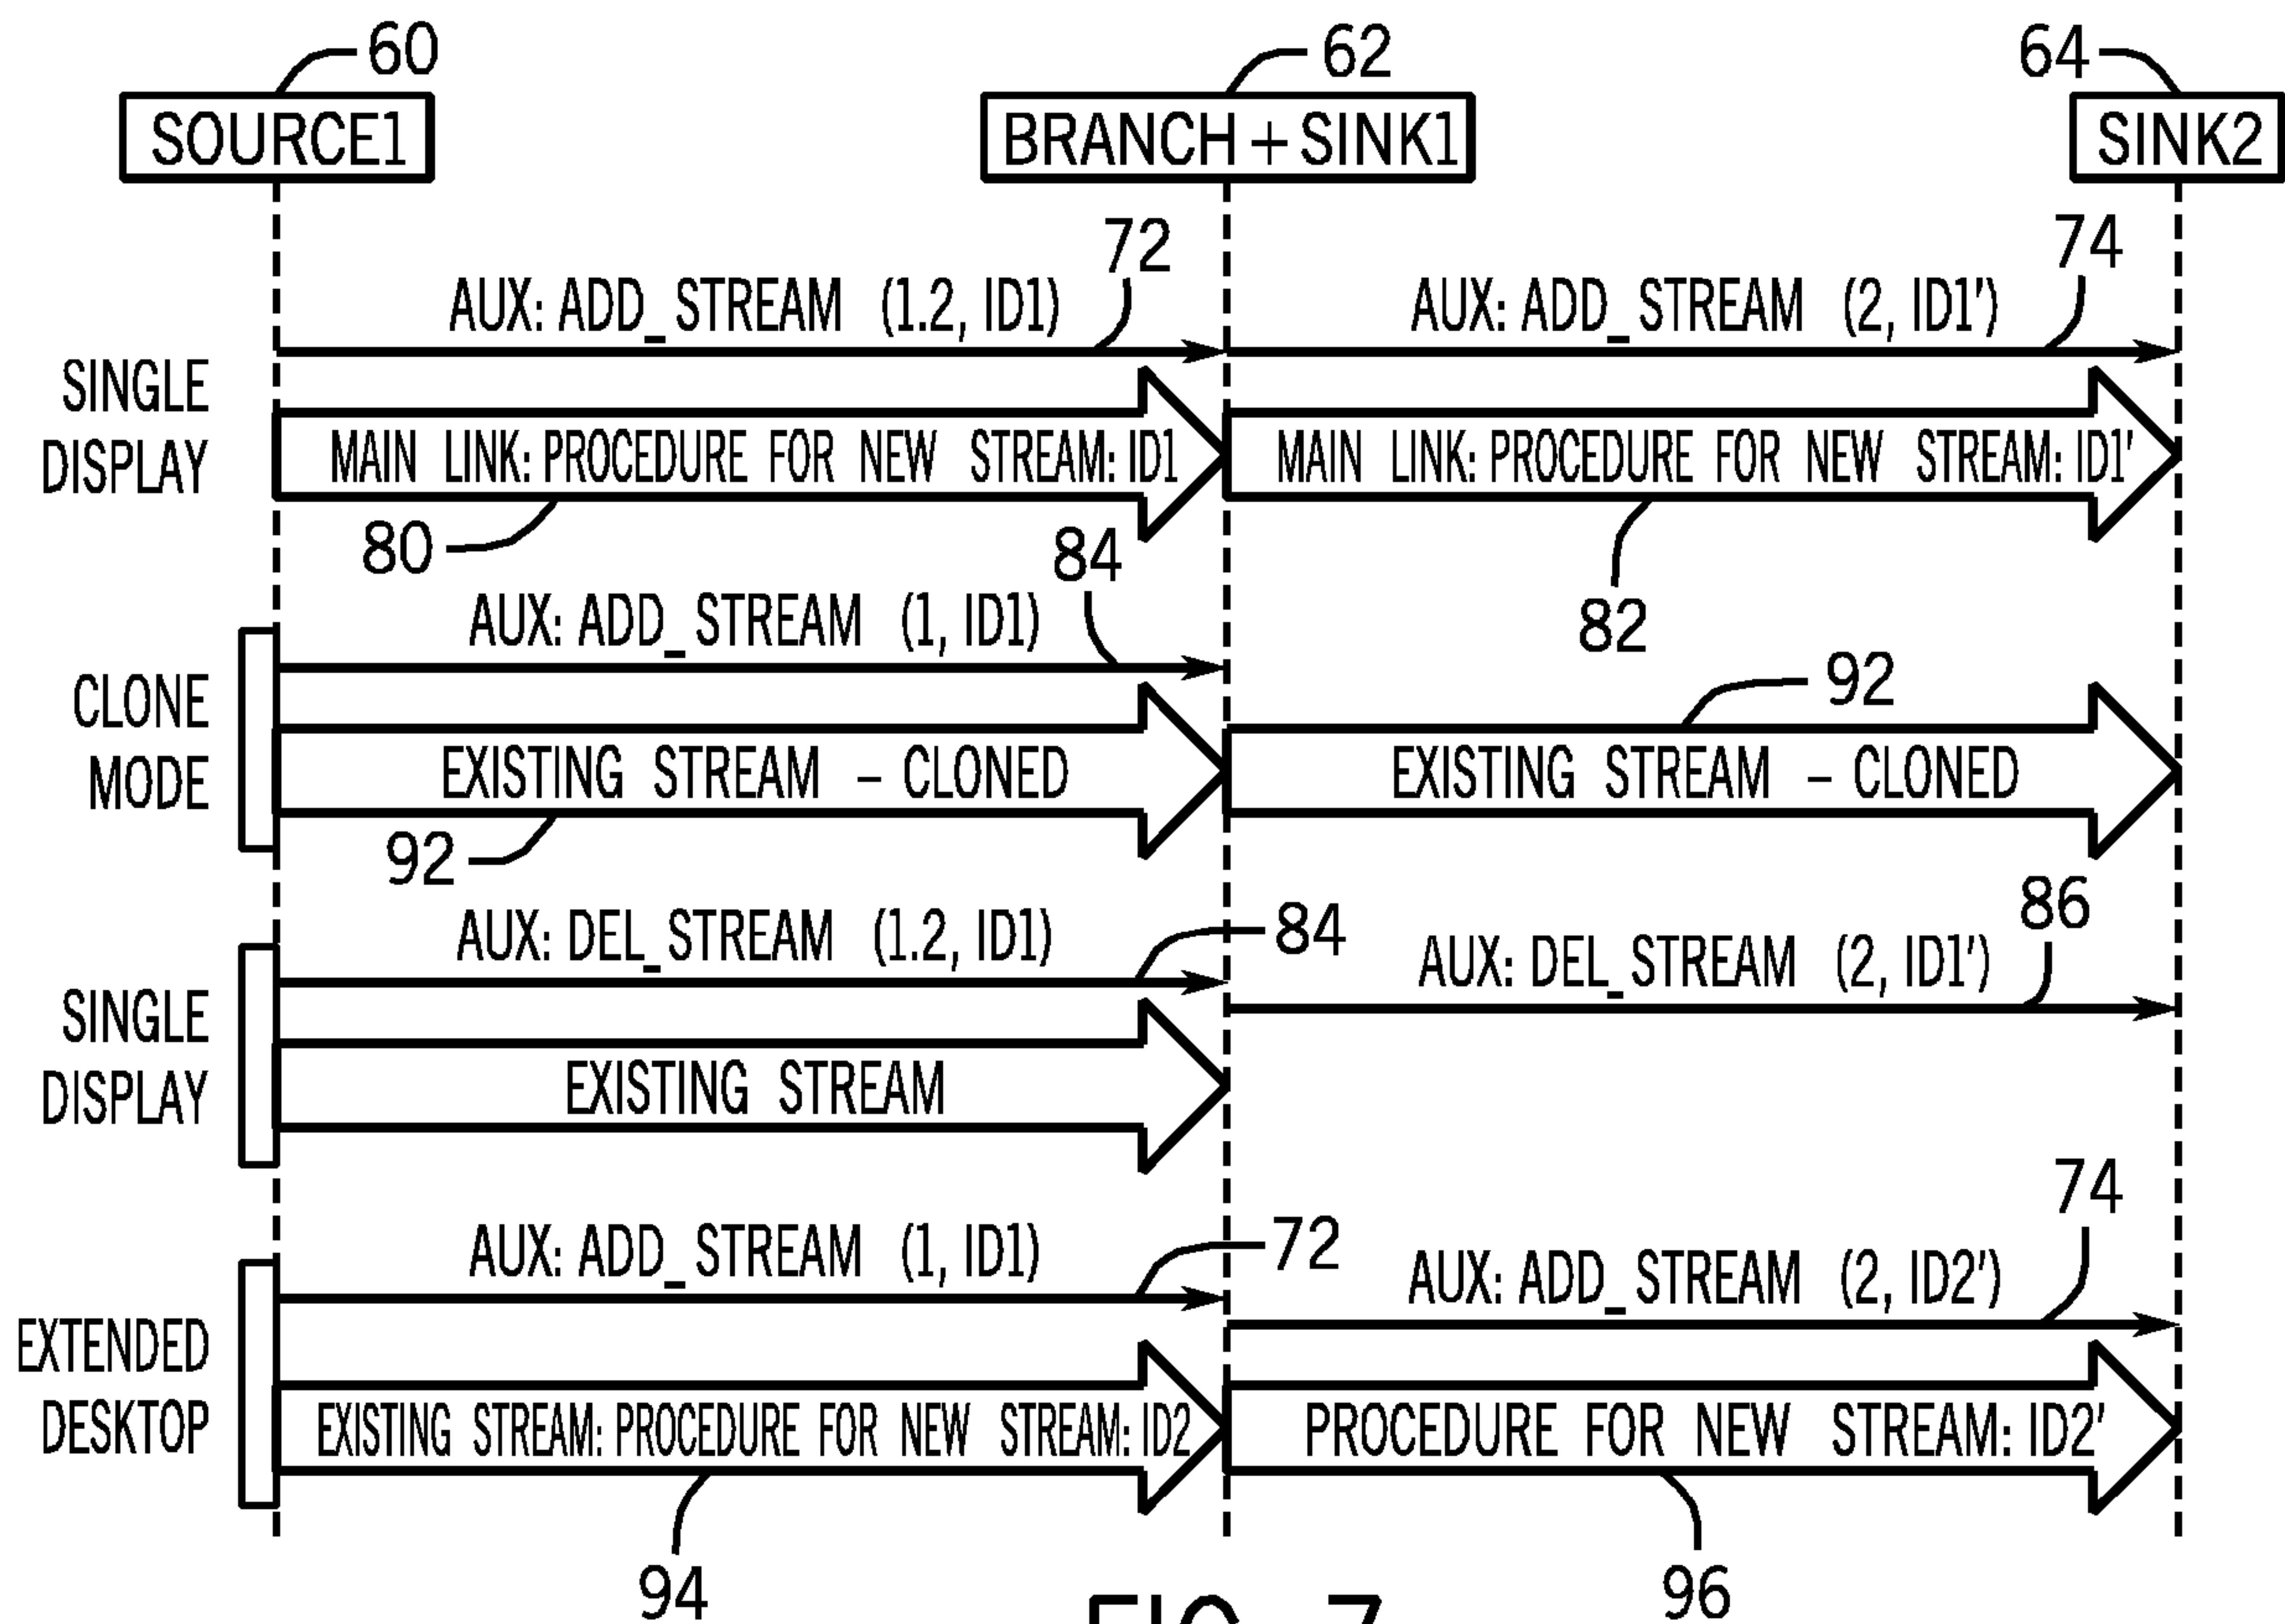 60
62
64
SOURCE1
BRANCH + SINK1
SINK2
72
74
AUX: ADD_STREAM (1.2, ID1)
AUX: ADD_STREAM (2, ID1')
SINGLE
DISPLAY
MAIN LINK: PROCEDURE FOR NEW STREAM: ID1
MAIN LINK: PROCEDURE FOR NEW STREAM: ID1'
80
84
82
AUX: ADD_STREAM (1, ID1)
CLONE
MODE
92
EXISTING STREAM – CLONED
EXISTING STREAM – CLONED
92
86
AUX: DEL_STREAM (1.2, ID1)
84
AUX: DEL_STREAM (2, ID1')
SINGLE
DISPLAY
EXISTING STREAM
74
AUX: ADD_STREAM (1, ID1)
72
AUX: ADD_STREAM (2, ID2')
EXTENDED
DESKTOP
EXISTING STREAM: PROCEDURE FOR NEW STREAM: ID2
PROCEDURE FOR NEW STREAM: ID2'
94
96
FIG. 7